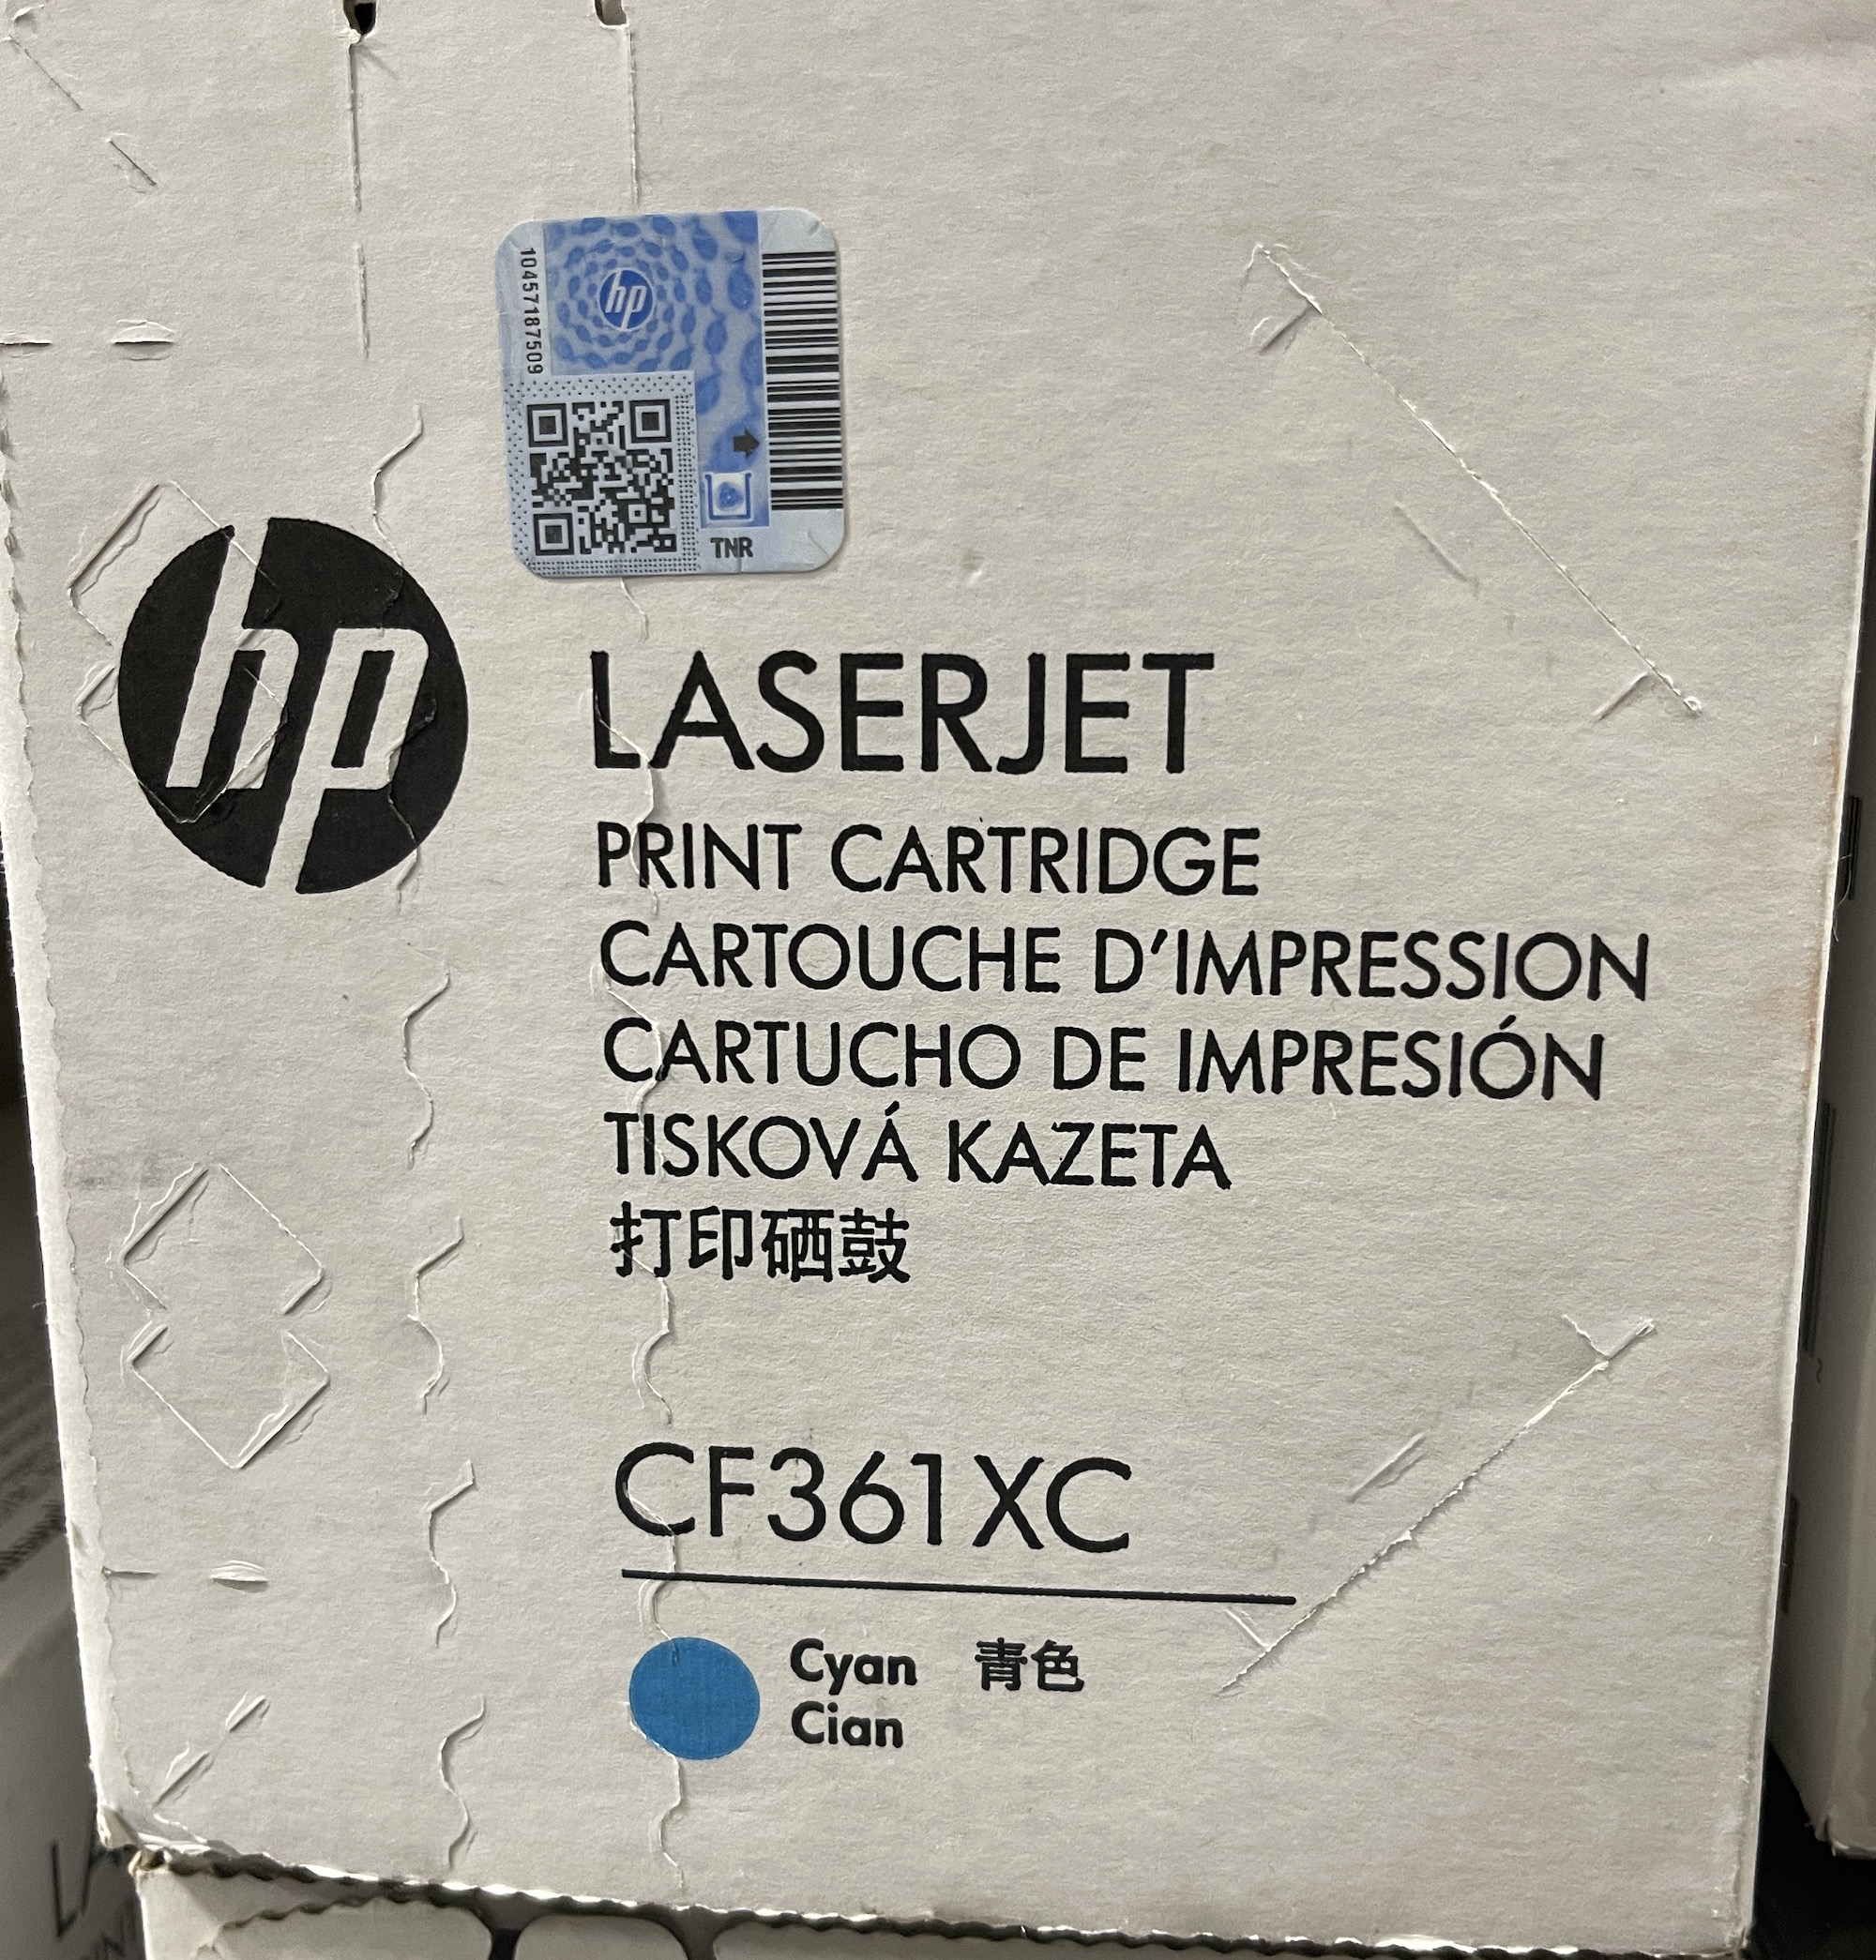 10457187509
hp
TNR
hp
LASERJET
PRINT CARTRIDGE
CARTOUCHE D'IMPRESSION
CARTUCHO DE IMPRESIÓN
TISKOVÁ KAZETA
打印硒鼓
CF361XC
Cyan 青色
Cian